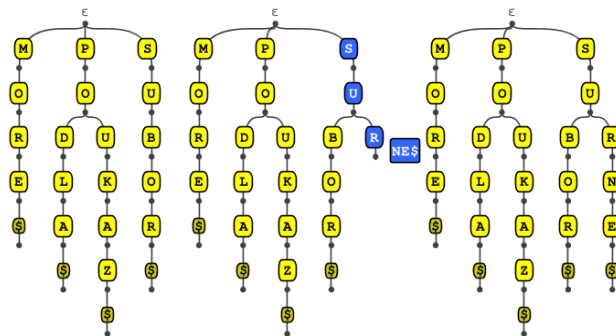 ε ε ε
M P S M P S M P S
O O U O O U O O U
R D U B R D U B R NE$ R D U B R
E L K O E L K O E L K O N
$ A A R $ A A R $ A A R E
$ Z $ $ Z $ $ Z $ $
$ $ $